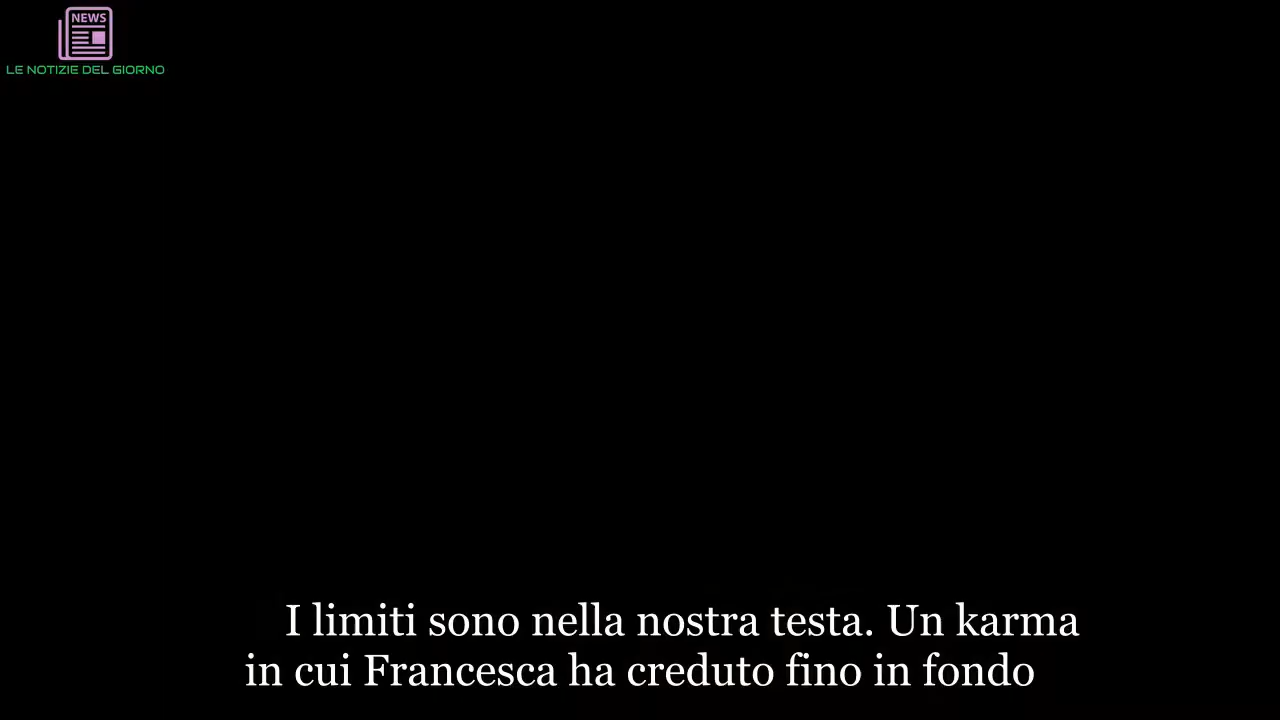 NEWS
LE NOTIZIE DEL GIORNO
I limiti sono nella nostra testa. Un karma
in cui Francesca ha creduto fino in fondo